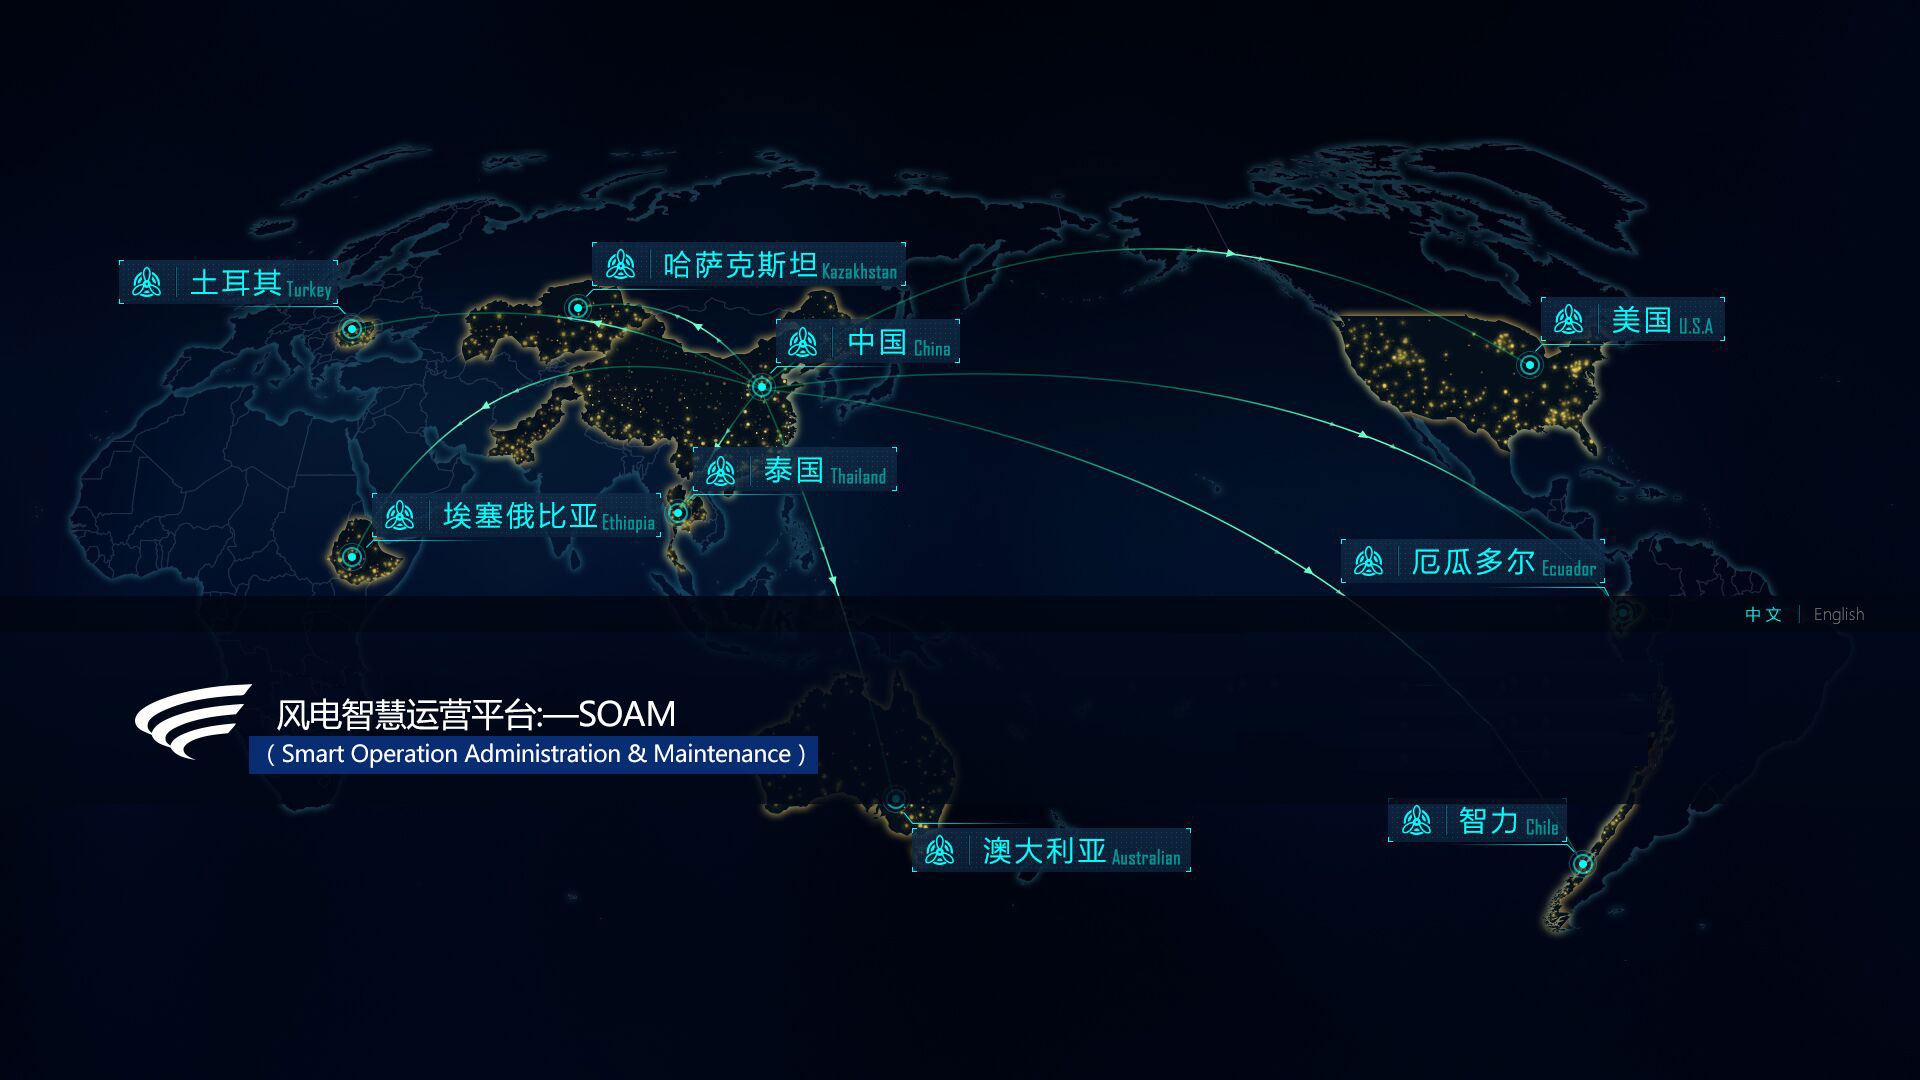 哈萨克斯坦 Kazakhstan
土耳其 Turkey
美国 U.S.A
中国 China
泰国 Thailand
埃塞俄比亚 Ethiopia
厄瓜多尔 Ecuador
中文 | English
风电智慧运营平台:—SOAM
（Smart Operation Administration & Maintenance）
智力 Chile
澳大利亚 Australian